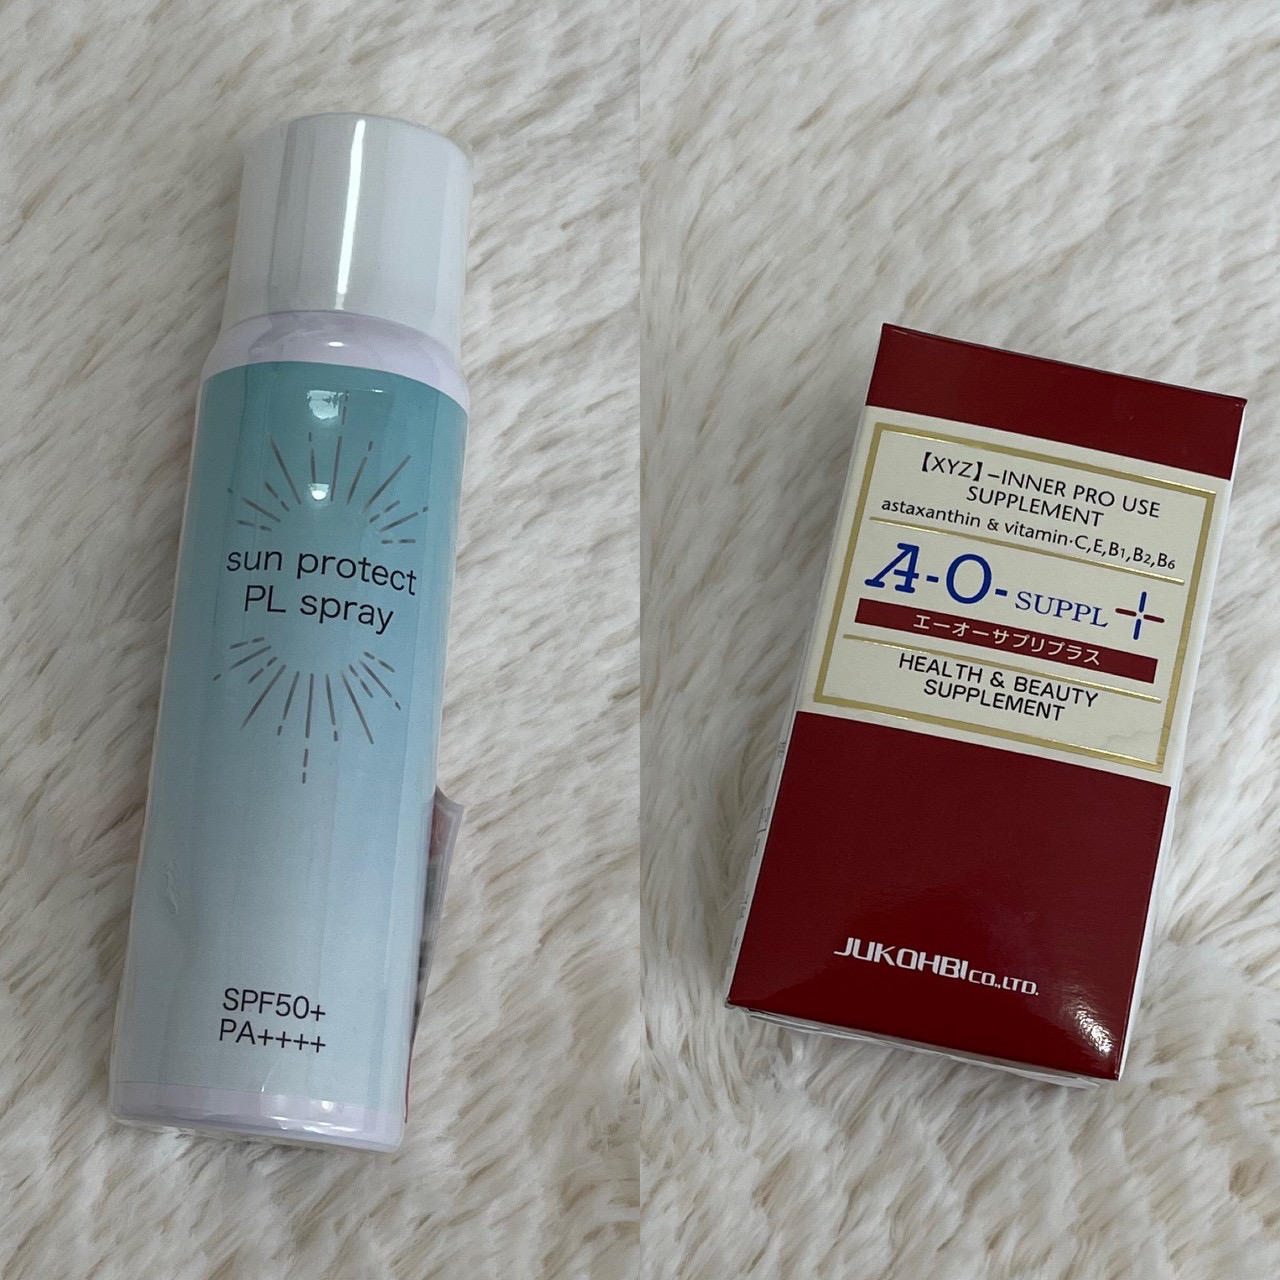 sun protect
PL spray
SPF50+
PA++++
【XYZ】–INNER PRO USE
SUPPLEMENT
astaxanthin & vitamin·C,E,B₁,B₂,B₆
A-O-SUPPL+
エーオーサプリプラス
HEALTH & BEAUTY
SUPPLEMENT
JUKOHBI CO.,LTD.